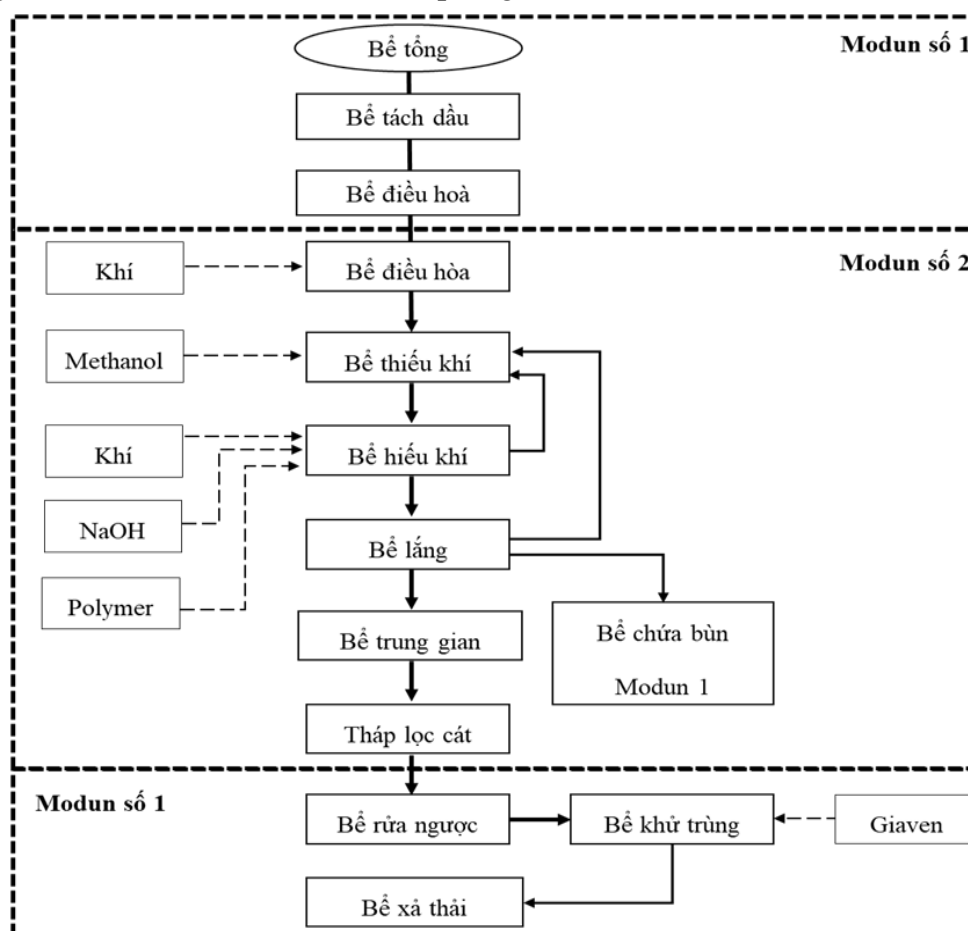 Bể tổng
Modun số 1
Bể tách dầu
Bể điều hoà
Modun số 2
Khí
Bể điều hòa
Methanol
Bể thiếu khí
Khí
Bể hiếu khí
NaOH
Bể lắng
Polymer
Bể trung gian
Bể chứa bùn
Modun 1
Tháp lọc cát
Modun số 1
Bể rửa ngược
Bể khử trùng
Giaven
Bể xả thải